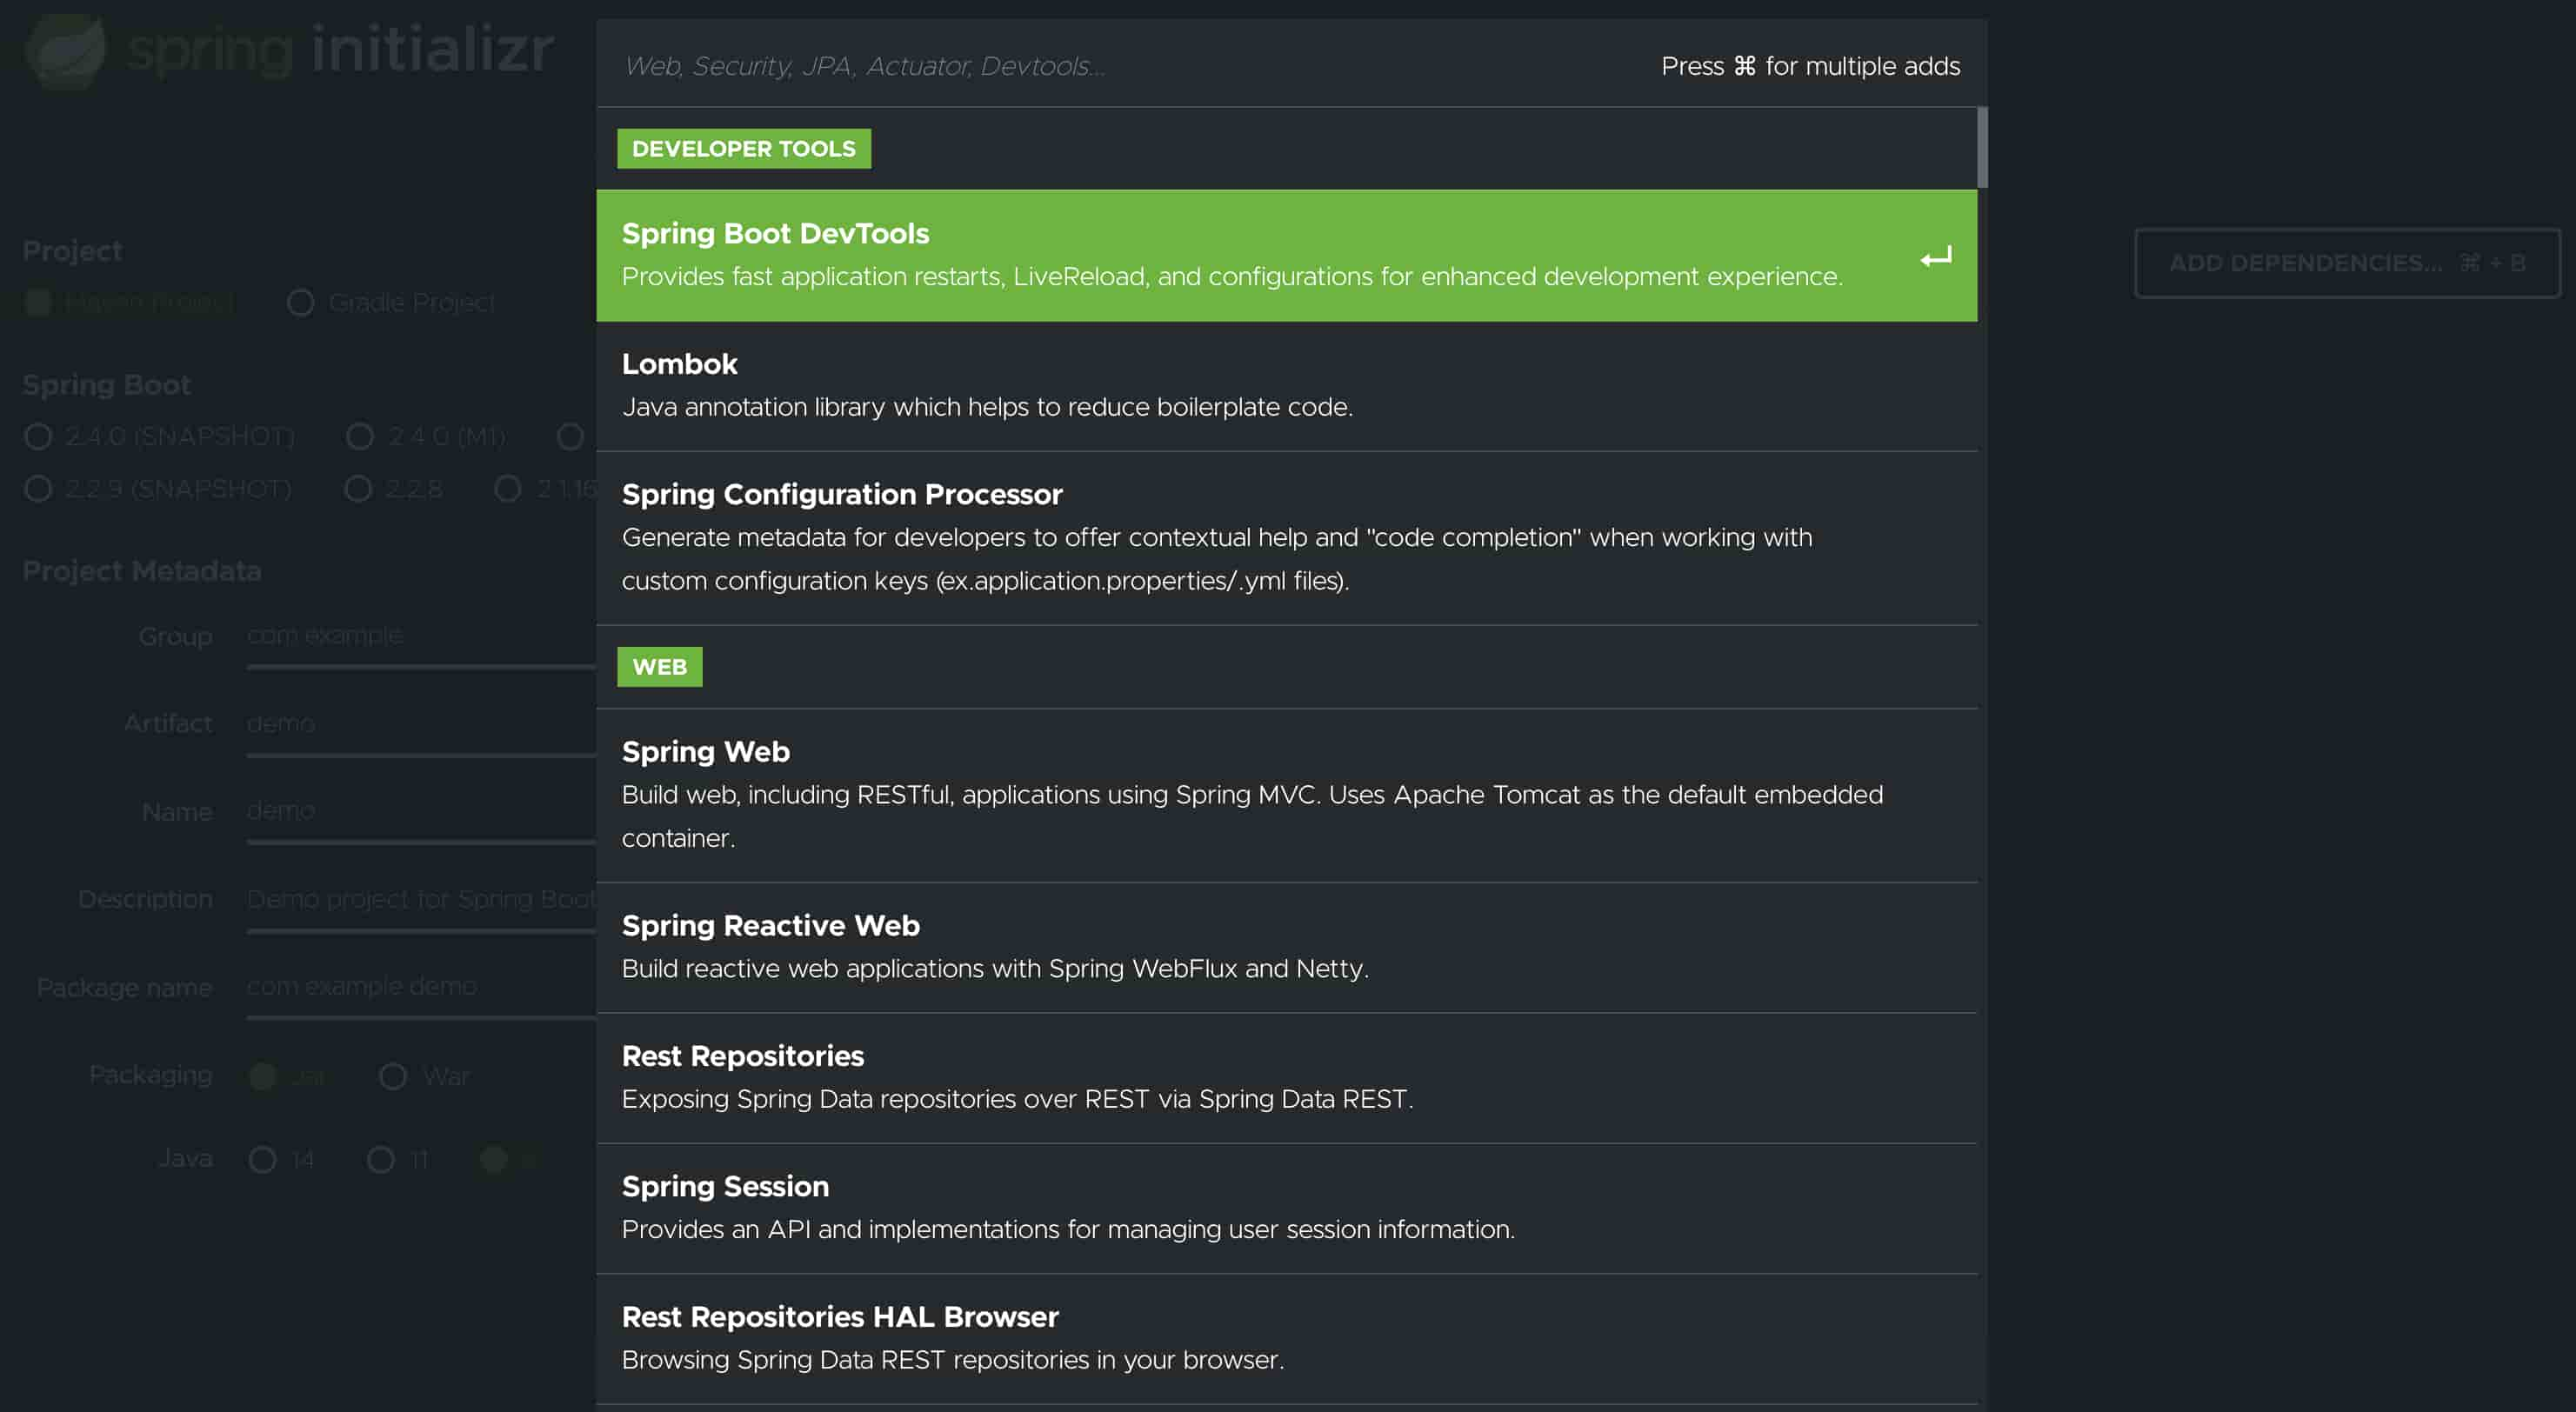 spring initializr
Web, Security, JPA, Actuator, Devtools...
Press ⌘ for multiple adds
DEVELOPER TOOLS
Spring Boot DevTools
Provides fast application restarts, LiveReload, and configurations for enhanced development experience.
Lombok
Java annotation library which helps to reduce boilerplate code.
Spring Configuration Processor
Generate metadata for developers to offer contextual help and "code completion" when working with
custom configuration keys (ex.application.properties/.yml files).
WEB
Spring Web
Build web, including RESTful, applications using Spring MVC. Uses Apache Tomcat as the default embedded
container.
Spring Reactive Web
Build reactive web applications with Spring WebFlux and Netty.
Rest Repositories
Exposing Spring Data repositories over REST via Spring Data REST.
Spring Session
Provides an API and implementations for managing user session information.
Rest Repositories HAL Browser
Browsing Spring Data REST repositories in your browser.
Project
Maven Project Gradle Project
Spring Boot
2.4.0 (SNAPSHOT) 2.4.0 (M1)
2.2.9 (SNAPSHOT) 2.2.8 2.1.16
Project Metadata
Group com.example
Artifact demo
Name demo
Description Demo project for Spring Boot
Package name com.example.demo
Packaging Jar War
Java 14 11
ADD DEPENDENCIES... ⌘ + B